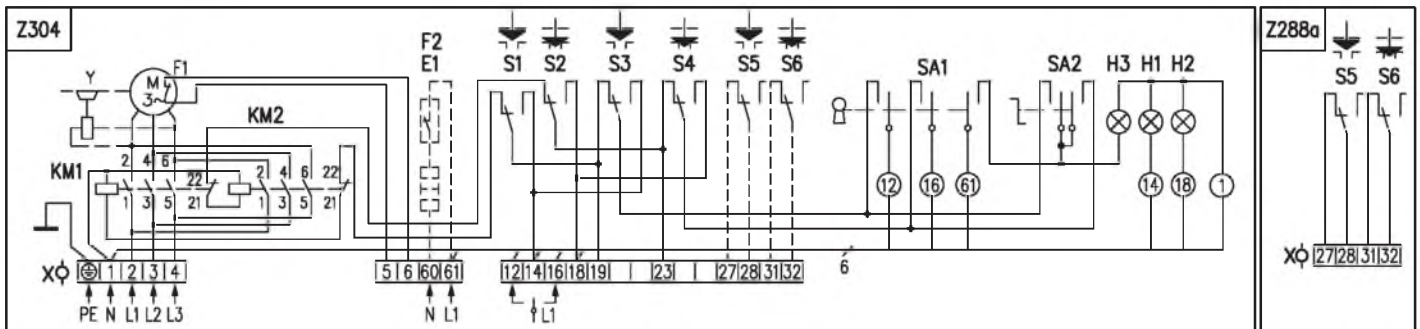 Z304
Z288a
F2
E1
S1 S2 S3 S4 S5 S6
SA1
SA2
H3 H1 H2
S5 S6
Y
M
3~
F1
KM2
KM1
2 4 6 22
1 3 5 21
2 4 6 22
1 3 5 21
12 16 61 14 18 1
6
X
1 2 3 4
5 6 60 61
12 14 16 18 19 23 27 28 31 32
PE N L1 L2 L3
N L1
L1
X 27 28 31 32